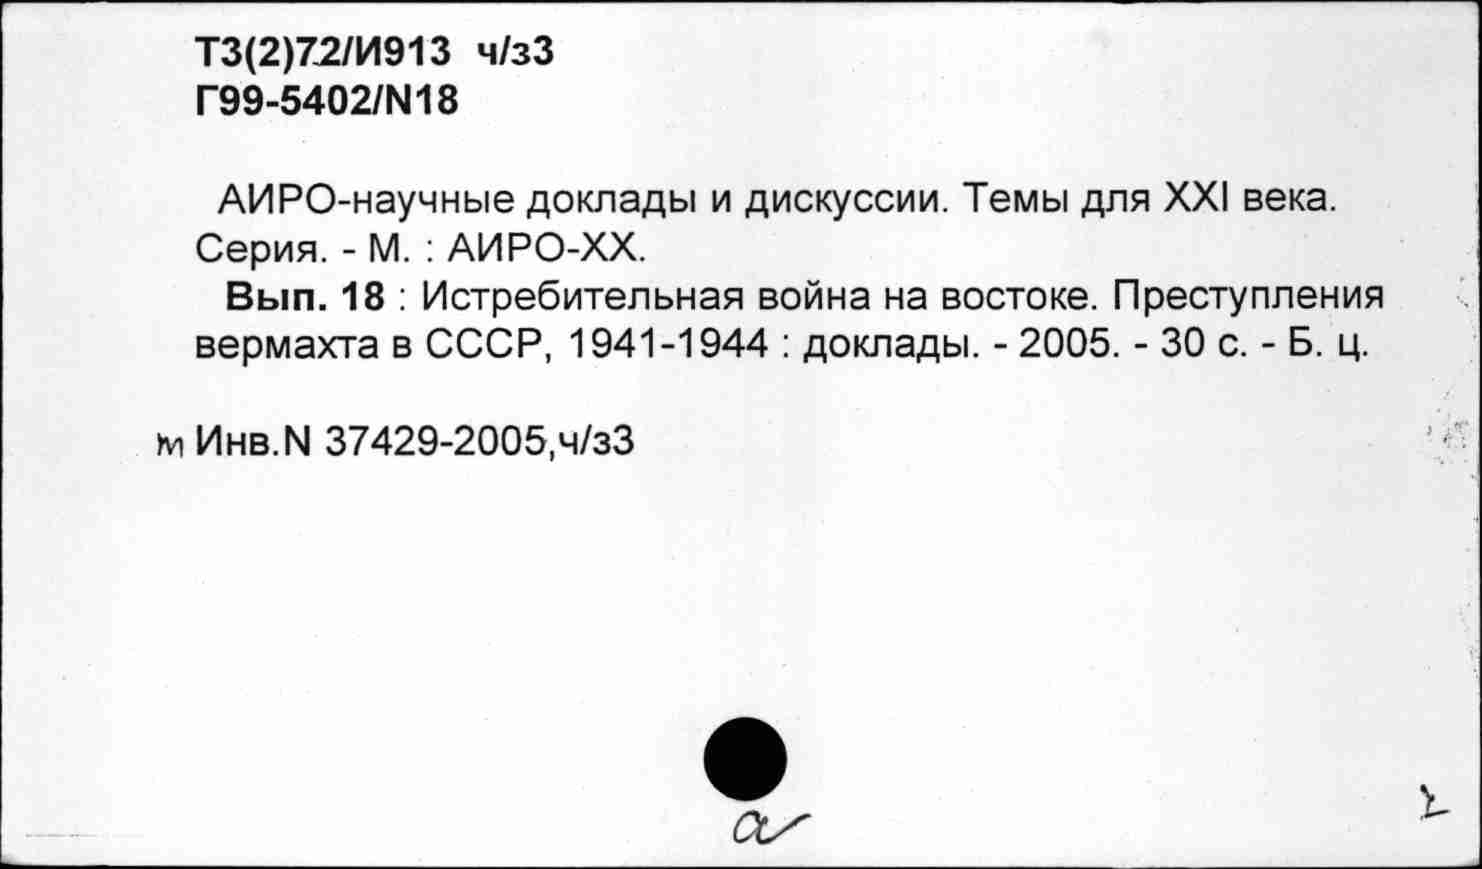 Т3(2)7.2/И913 ч/з3
Г99-5402/N18
АИРО-научные доклады и дискуссии. Темы для XXI века.
Серия. - М. : АИРО-XX.
Вып. 18 : Истребительная война на востоке. Преступления
вермахта в СССР, 1941-1944 : доклады. - 2005. - 30 с. - Б. ц.
Инв.N 37429-2005,ч/з3